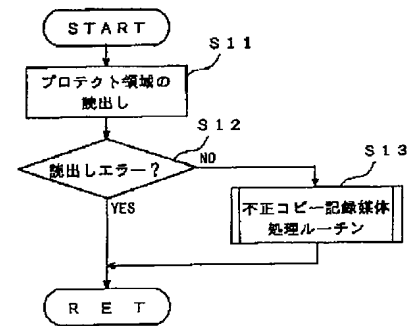 START
S11
プロテクト領域の
読出し
S12
読出しエラー?
NO
S13
YES
不正コピー記録媒体
処理ルーチン
RET